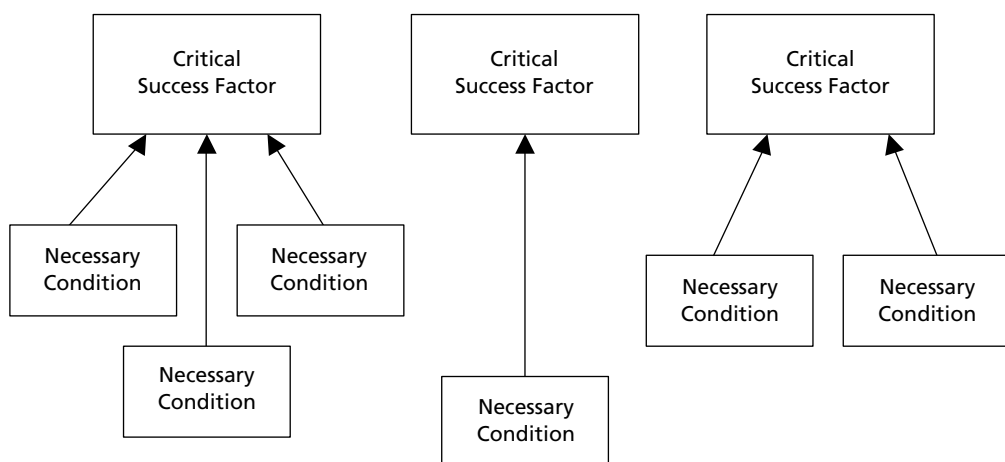 Critical
Success Factor
Critical
Success Factor
Critical
Success Factor
Necessary
Condition
Necessary
Condition
Necessary
Condition
Necessary
Condition
Necessary
Condition
Necessary
Condition